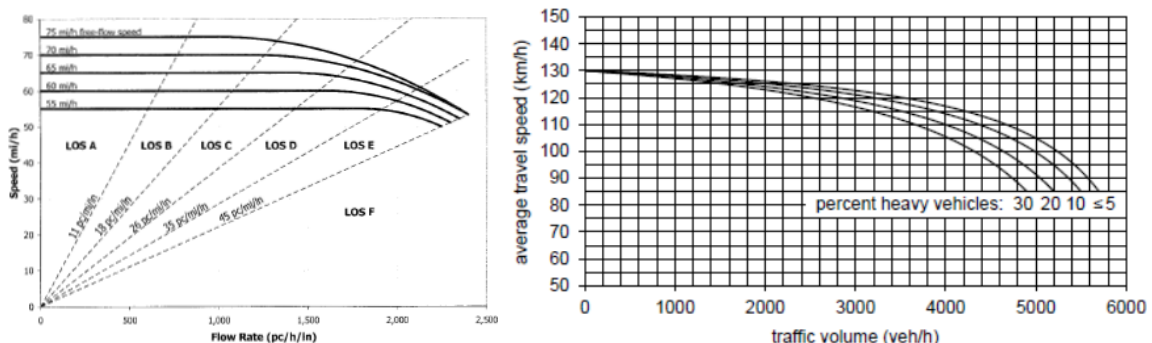 80
75 mi/h free-flow speed
70
70 mi/h
65 mi/h
60
60 mi/h
55 mi/h
50
LOS A
LOS B
LOS C
LOS D
LOS E
40
30
LOS F
20
10
0
11 pc/mi/ln
18 pc/mi/ln
26 pc/mi/ln
35 pc/mi/ln
45 pc/mi/ln
Speed (mi/h)
0 500 1,000 1,500 2,000 2,500
Flow Rate (pc/h/ln)
150
140
130
120
110
100
90
80
70
60
50
average travel speed (km/h)
percent heavy vehicles: 30 20 10 ≤5
0 1000 2000 3000 4000 5000 6000
traffic volume (veh/h)